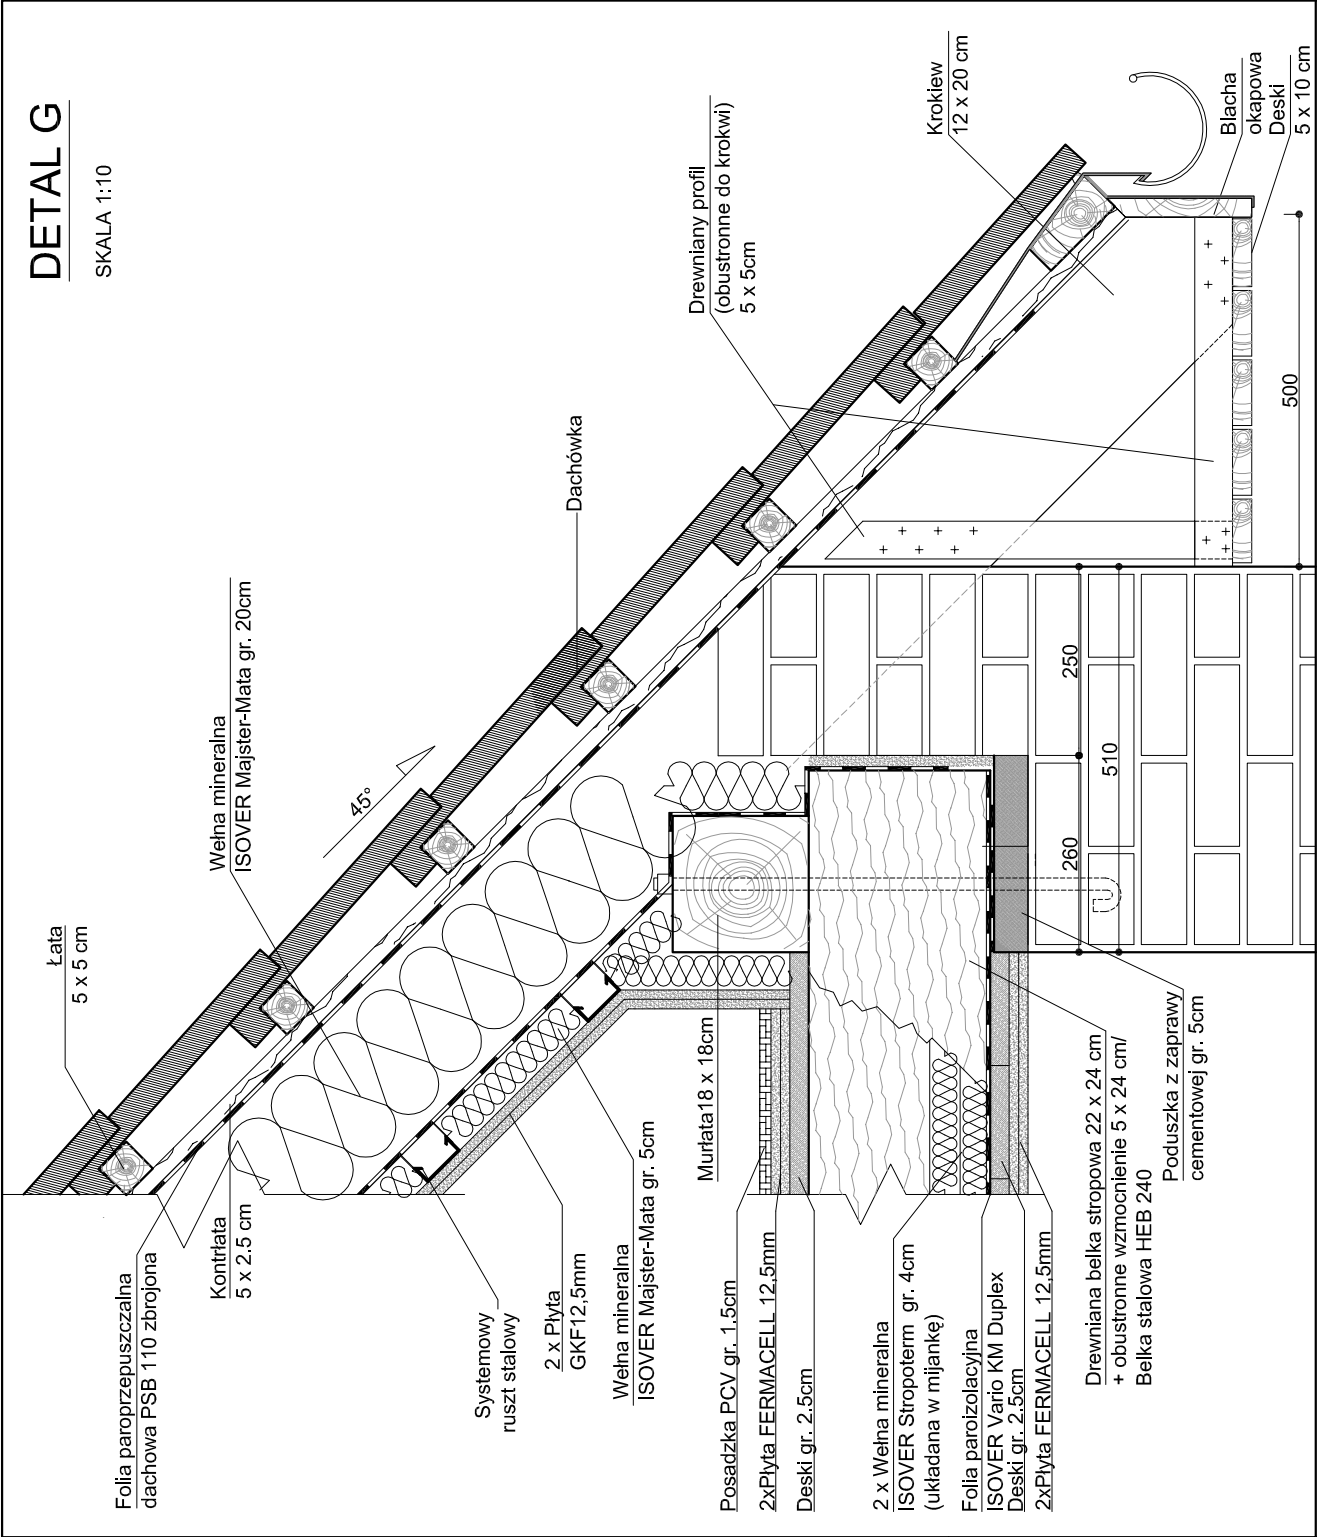 DETAL G
SKALA 1:10
Łata
5 x 5 cm
Wełna mineralna
ISOVER Majster-Mata gr. 20cm
45°
Dachówka
Drewniany profil
(obustronne do krokwi)
5 x 5cm
Krokiew
12 x 20 cm
Blacha
okapowa
Deski
5 x 10 cm
500
250
510
260
Folia paroprzepuszczalna
dachowa PSB 110 zbrojona
Kontrłata
5 x 2.5 cm
Systemowy
ruszt stalowy
2 x Płyta
GKF12,5mm
Wełna mineralna
ISOVER Majster-Mata gr. 5cm
Murłata18 x 18cm
Posadzka PCV gr. 1.5cm
2xPłyta FERMACELL 12,5mm
Deski gr. 2.5cm
2 x Wełna mineralna
ISOVER Stropoterm gr. 4cm
(układana w mijankę)
Folia paroizolacyjna
ISOVER Vario KM Duplex
Deski gr. 2.5cm
2xPłyta FERMACELL 12,5mm
Drewniana belka stropowa 22 x 24 cm
+ obustronne wzmocnienie 5 x 24 cm/
Belka stalowa HEB 240
Poduszka z zaprawy
cementowej gr. 5cm